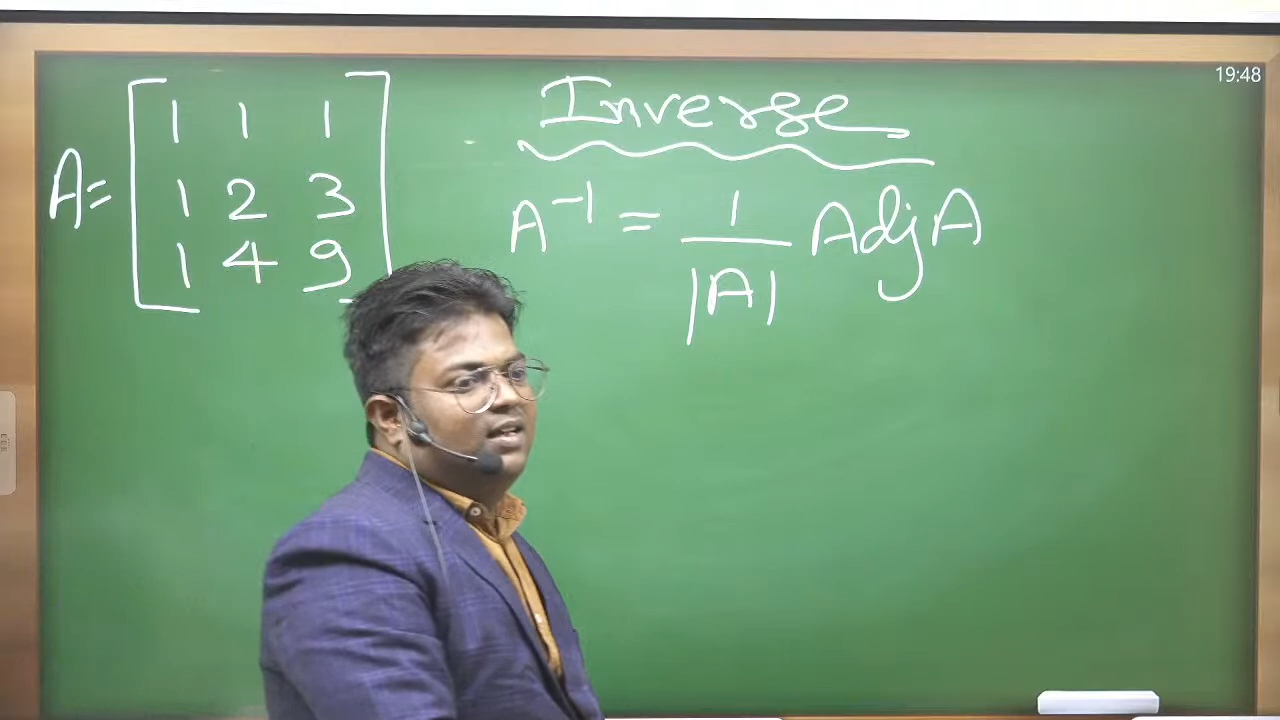 19:48
Inverse
A = [ 1 1 1
1 2 3
1 4 9 ]
A⁻¹ = 1/|A| Adj A